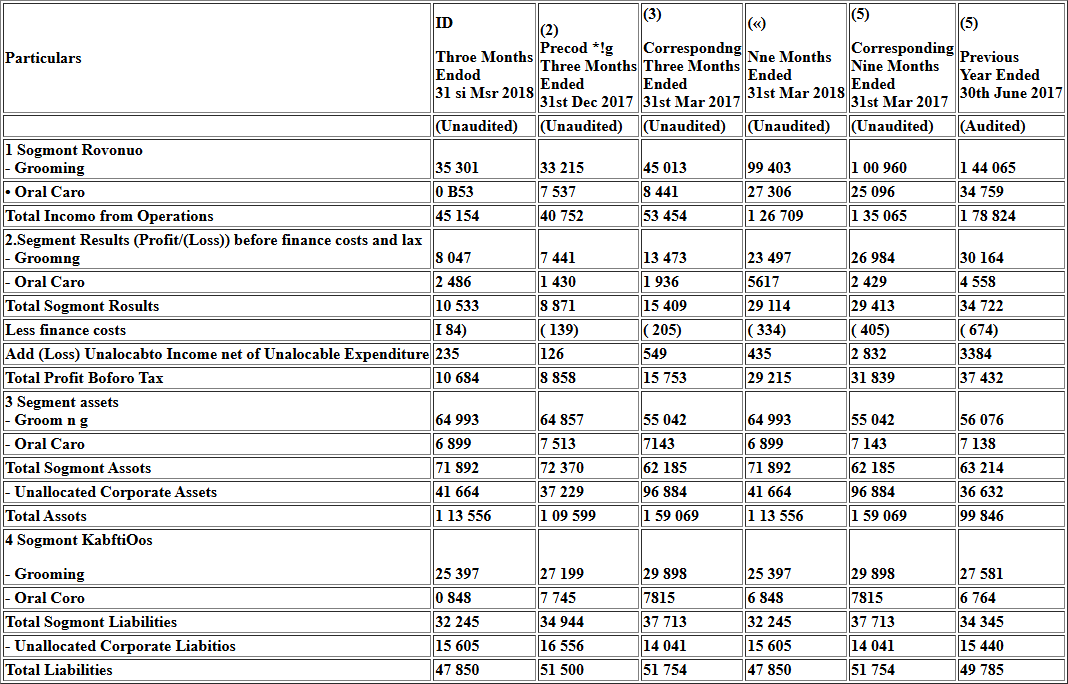 Particulars ID (2) (3) («) (5) (5)
Throe Months Endod 31 si Msr 2018
Precod *!g Three Months Ended 31st Dec 2017
Correspondng Three Months Ended 31st Mar 2017
Nne Months Ended 31st Mar 2018
Corresponding Nine Months Ended 31st Mar 2017
Previous Year Ended 30th June 2017
(Unaudited) (Unaudited) (Unaudited) (Unaudited) (Unaudited) (Audited)
1 Sogmont Rovonuo
- Grooming 35 301 33 215 45 013 99 403 1 00 960 1 44 065
• Oral Caro 0 B53 7 537 8 441 27 306 25 096 34 759
Total Incomo from Operations 45 154 40 752 53 454 1 26 709 1 35 065 1 78 824
2.Segment Results (Profit/(Loss)) before finance costs and lax
- Groomng 8 047 7 441 13 473 23 497 26 984 30 164
- Oral Caro 2 486 1 430 1 936 5617 2 429 4 558
Total Sogmont Rosults 10 533 8 871 15 409 29 114 29 413 34 722
Less finance costs I 84) ( 139) ( 205) ( 334) ( 405) ( 674)
Add (Loss) Unalocabto Income net of Unalocable Expenditure 235 126 549 435 2 832 3384
Total Profit Boforo Tax 10 684 8 858 15 753 29 215 31 839 37 432
3 Segment assets
- Groom n g 64 993 64 857 55 042 64 993 55 042 56 076
- Oral Caro 6 899 7 513 7143 6 899 7 143 7 138
Total Sogmont Assots 71 892 72 370 62 185 71 892 62 185 63 214
- Unallocated Corporate Assets 41 664 37 229 96 884 41 664 96 884 36 632
Total Assots 1 13 556 1 09 599 1 59 069 1 13 556 1 59 069 99 846
4 Sogmont KabftiOos
- Grooming 25 397 27 199 29 898 25 397 29 898 27 581
- Oral Coro 0 848 7 745 7815 6 848 7815 6 764
Total Sogmont Liabilities 32 245 34 944 37 713 32 245 37 713 34 345
- Unallocated Corporate Liabitios 15 605 16 556 14 041 15 605 14 041 15 440
Total Liabilities 47 850 51 500 51 754 47 850 51 754 49 785